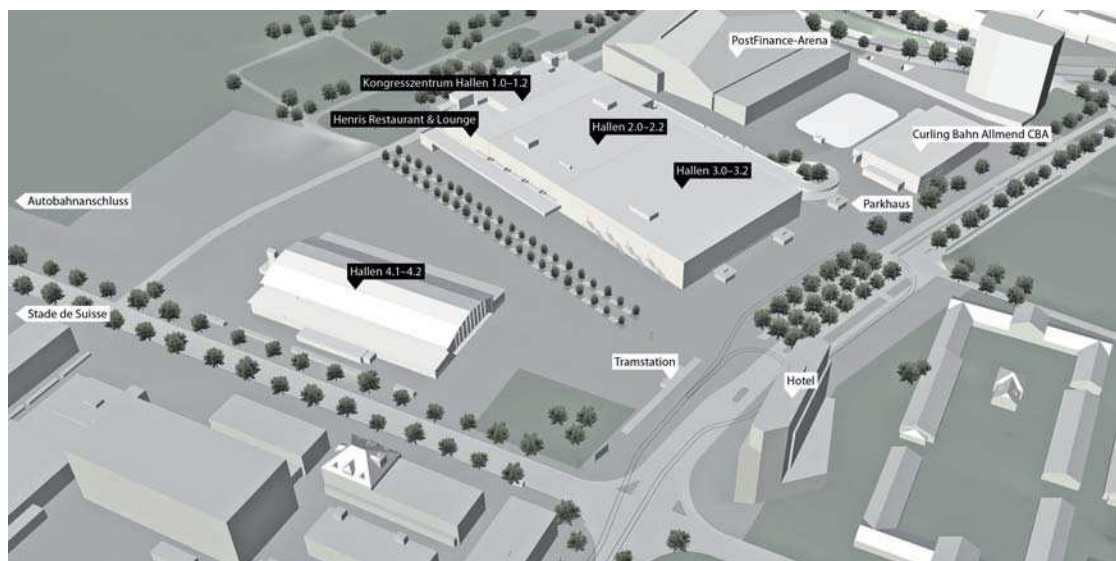 PostFinance-Arena
Kongresszentrum Hallen 1.0–1.2
Henris Restaurant & Lounge
Hallen 2.0–2.2
Curling Bahn Allmend CBA
Hallen 3.0–3.2
Autobahnanschluss
Parkhaus
Hallen 4.1–4.2
Stade de Suisse
Tramstation
Hotel